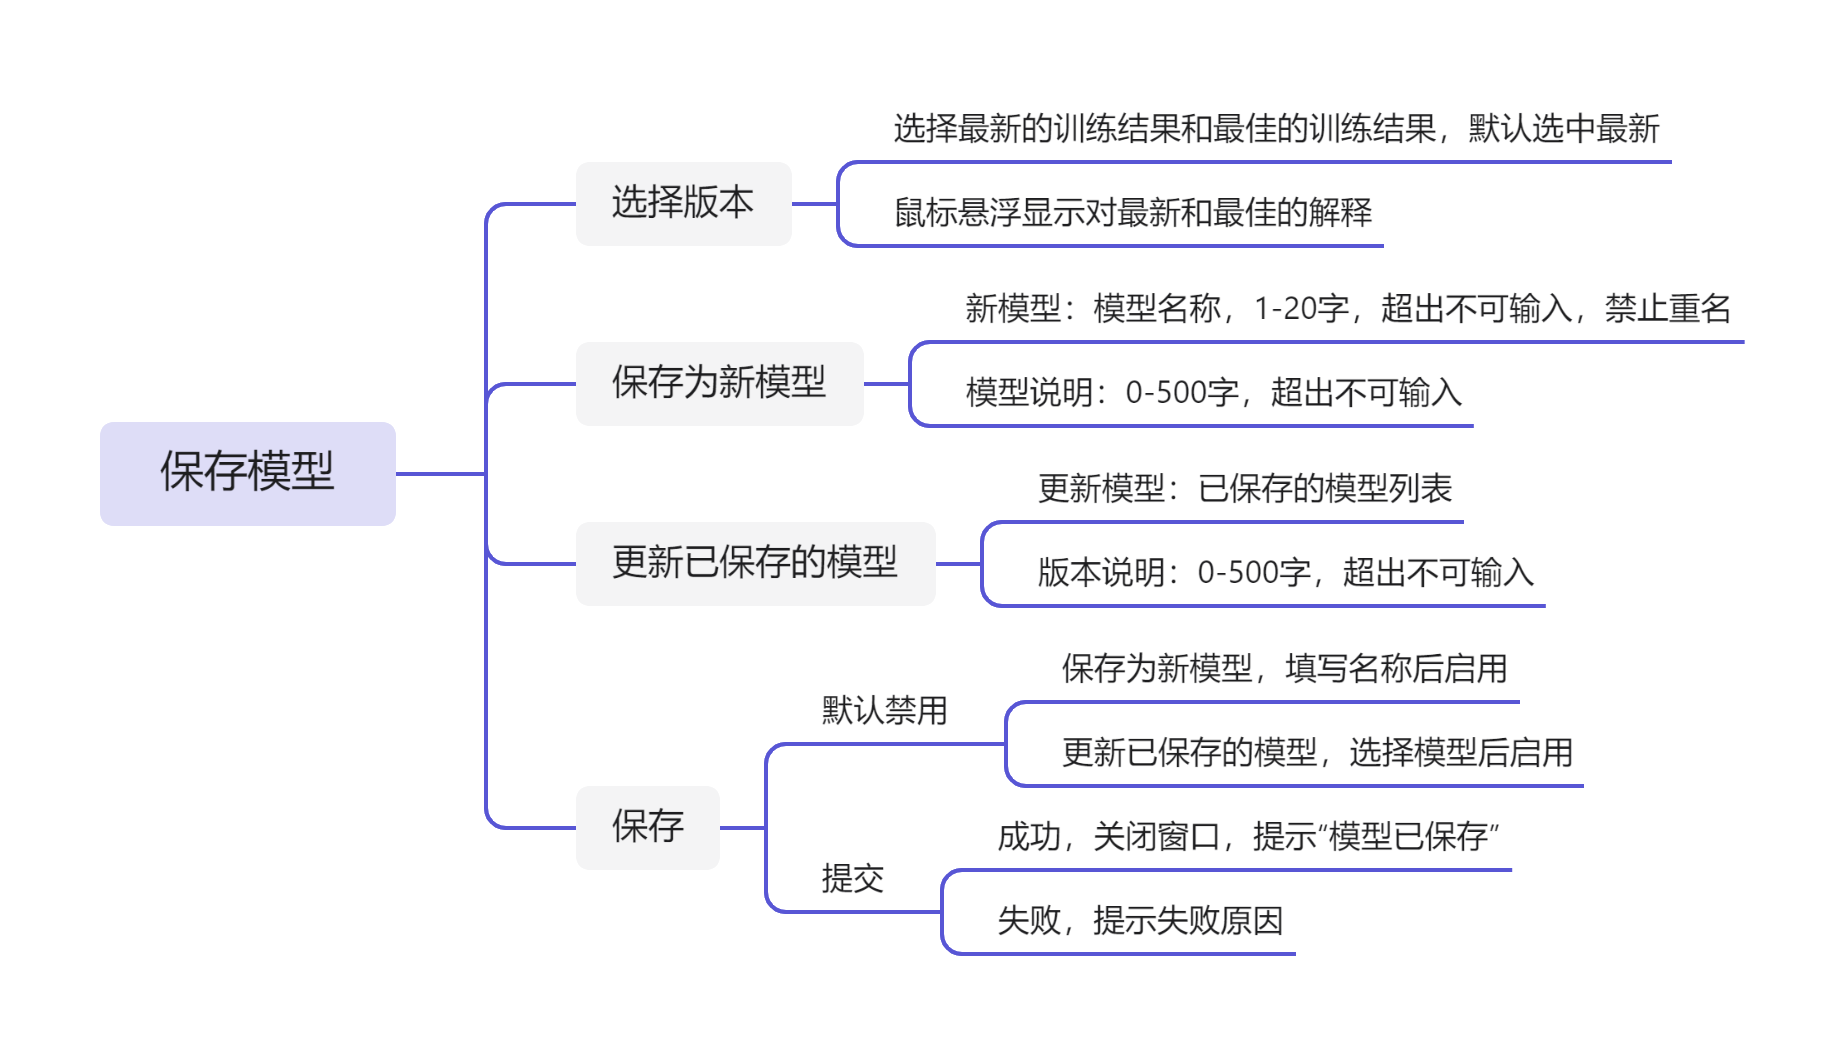 保存模型
选择版本
选择最新的训练结果和最佳的训练结果，默认选中最新
鼠标悬浮显示对最新和最佳的解释
保存为新模型
新模型：模型名称，1-20字，超出不可输入，禁止重名
模型说明：0-500字，超出不可输入
更新已保存的模型
更新模型：已保存的模型列表
版本说明：0-500字，超出不可输入
保存
默认禁用
保存为新模型，填写名称后启用
更新已保存的模型，选择模型后启用
提交
成功，关闭窗口，提示“模型已保存”
失败，提示失败原因